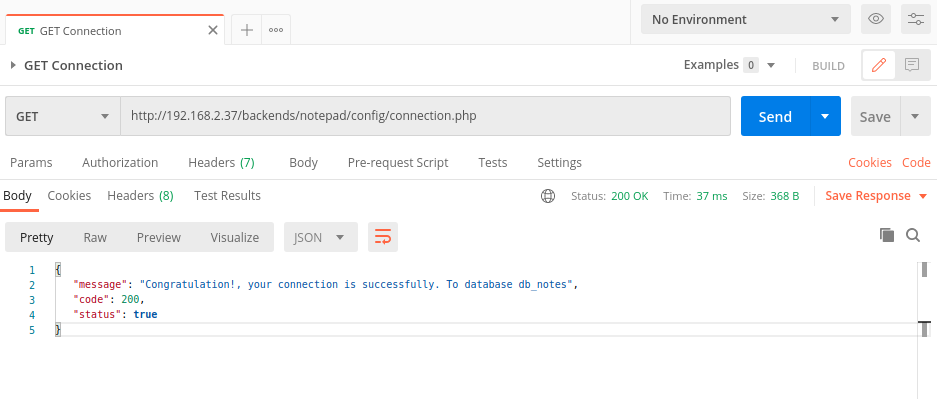 GET GET Connection
No Environment
GET Connection
Examples 0
BUILD
GET http://192.168.2.37/backends/notepad/config/connection.php Send Save
Params Authorization Headers (7) Body Pre-request Script Tests Settings Cookies Code
Body Cookies Headers (8) Test Results Status: 200 OK Time: 37 ms Size: 368 B Save Response
Pretty Raw Preview Visualize JSON
1 {
2 "message": "Congratulation!, your connection is successfully. To database db_notes",
3 "code": 200,
4 "status": true
5 }